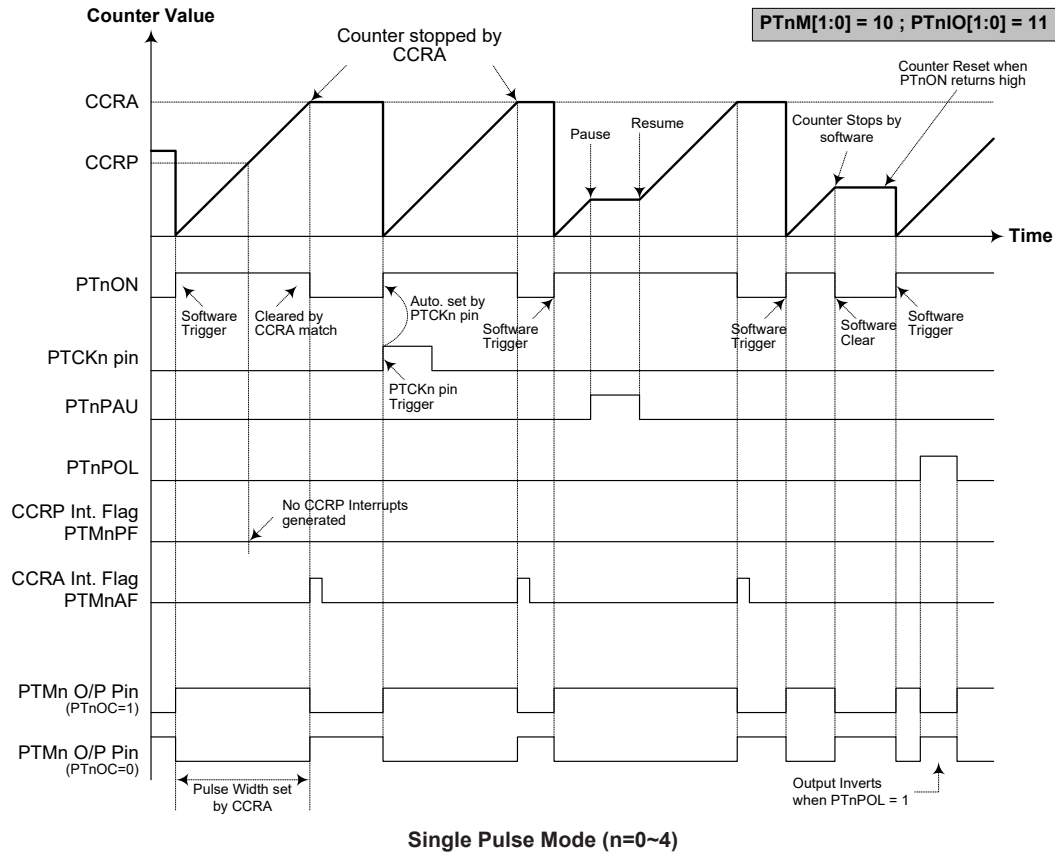 Counter Value
PTnM[1:0] = 10 ; PTnIO[1:0] = 11
Counter stopped by
CCRA
Counter Reset when
PTnON returns high
CCRA
Counter Stops by
software
Pause
Resume
CCRP
Time
PTnON
Software
Trigger
Cleared by
CCRA match
Auto. set by
PTCKn pin
Software
Trigger
Software
Trigger
Software
Clear
Software
Trigger
PTCKn pin
PTCKn pin
Trigger
PTnPAU
PTnPOL
No CCRP Interrupts
generated
CCRP Int. Flag
PTMnPF
CCRA Int. Flag
PTMnAF
PTMn O/P Pin
(PTnOC=1)
PTMn O/P Pin
(PTnOC=0)
Pulse Width set
by CCRA
Output Inverts
when PTnPOL = 1
Single Pulse Mode (n=0~4)